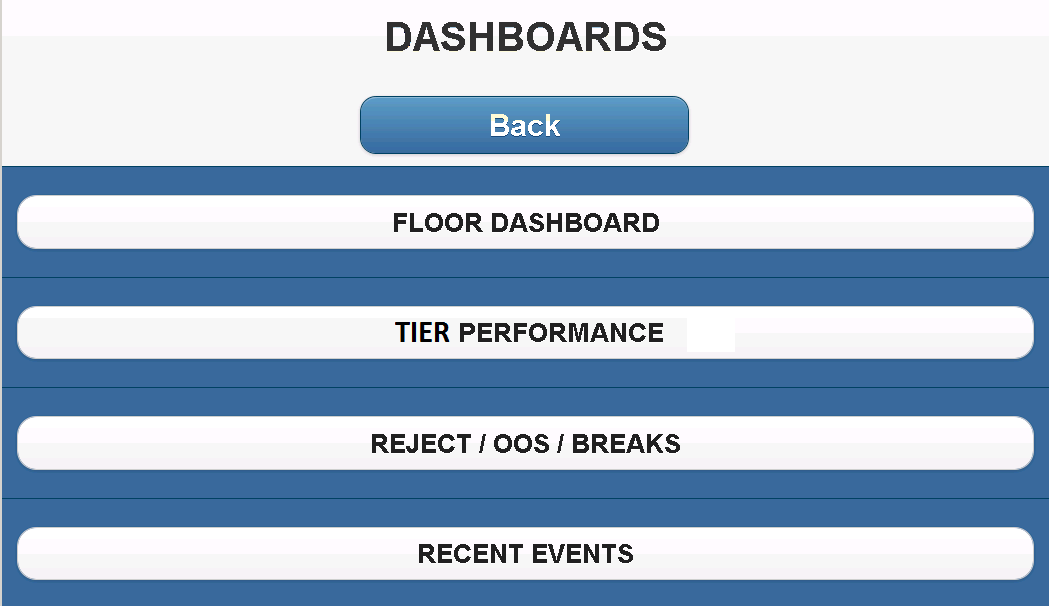 DASHBOARDS
Back
FLOOR DASHBOARD
TIER PERFORMANCE
REJECT / OOS / BREAKS
RECENT EVENTS